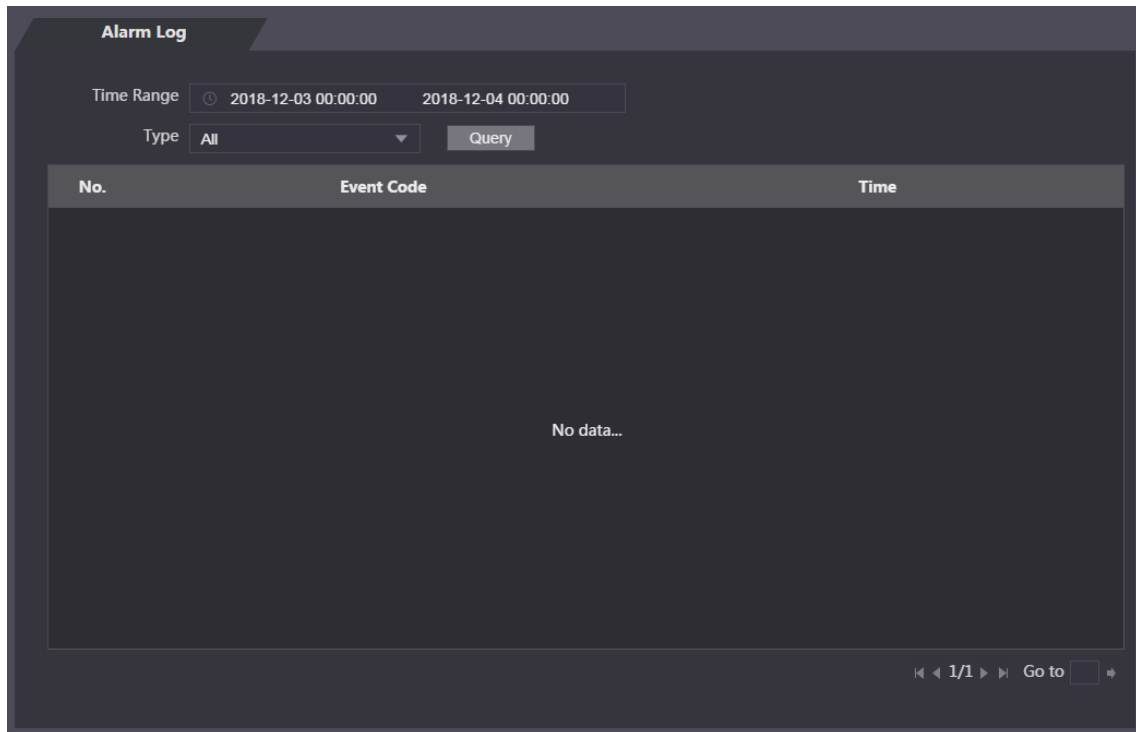 Alarm Log
Time Range 2018-12-03 00:00:00 2018-12-04 00:00:00
Type All Query
No. Event Code Time
No data...
1/1 Go to